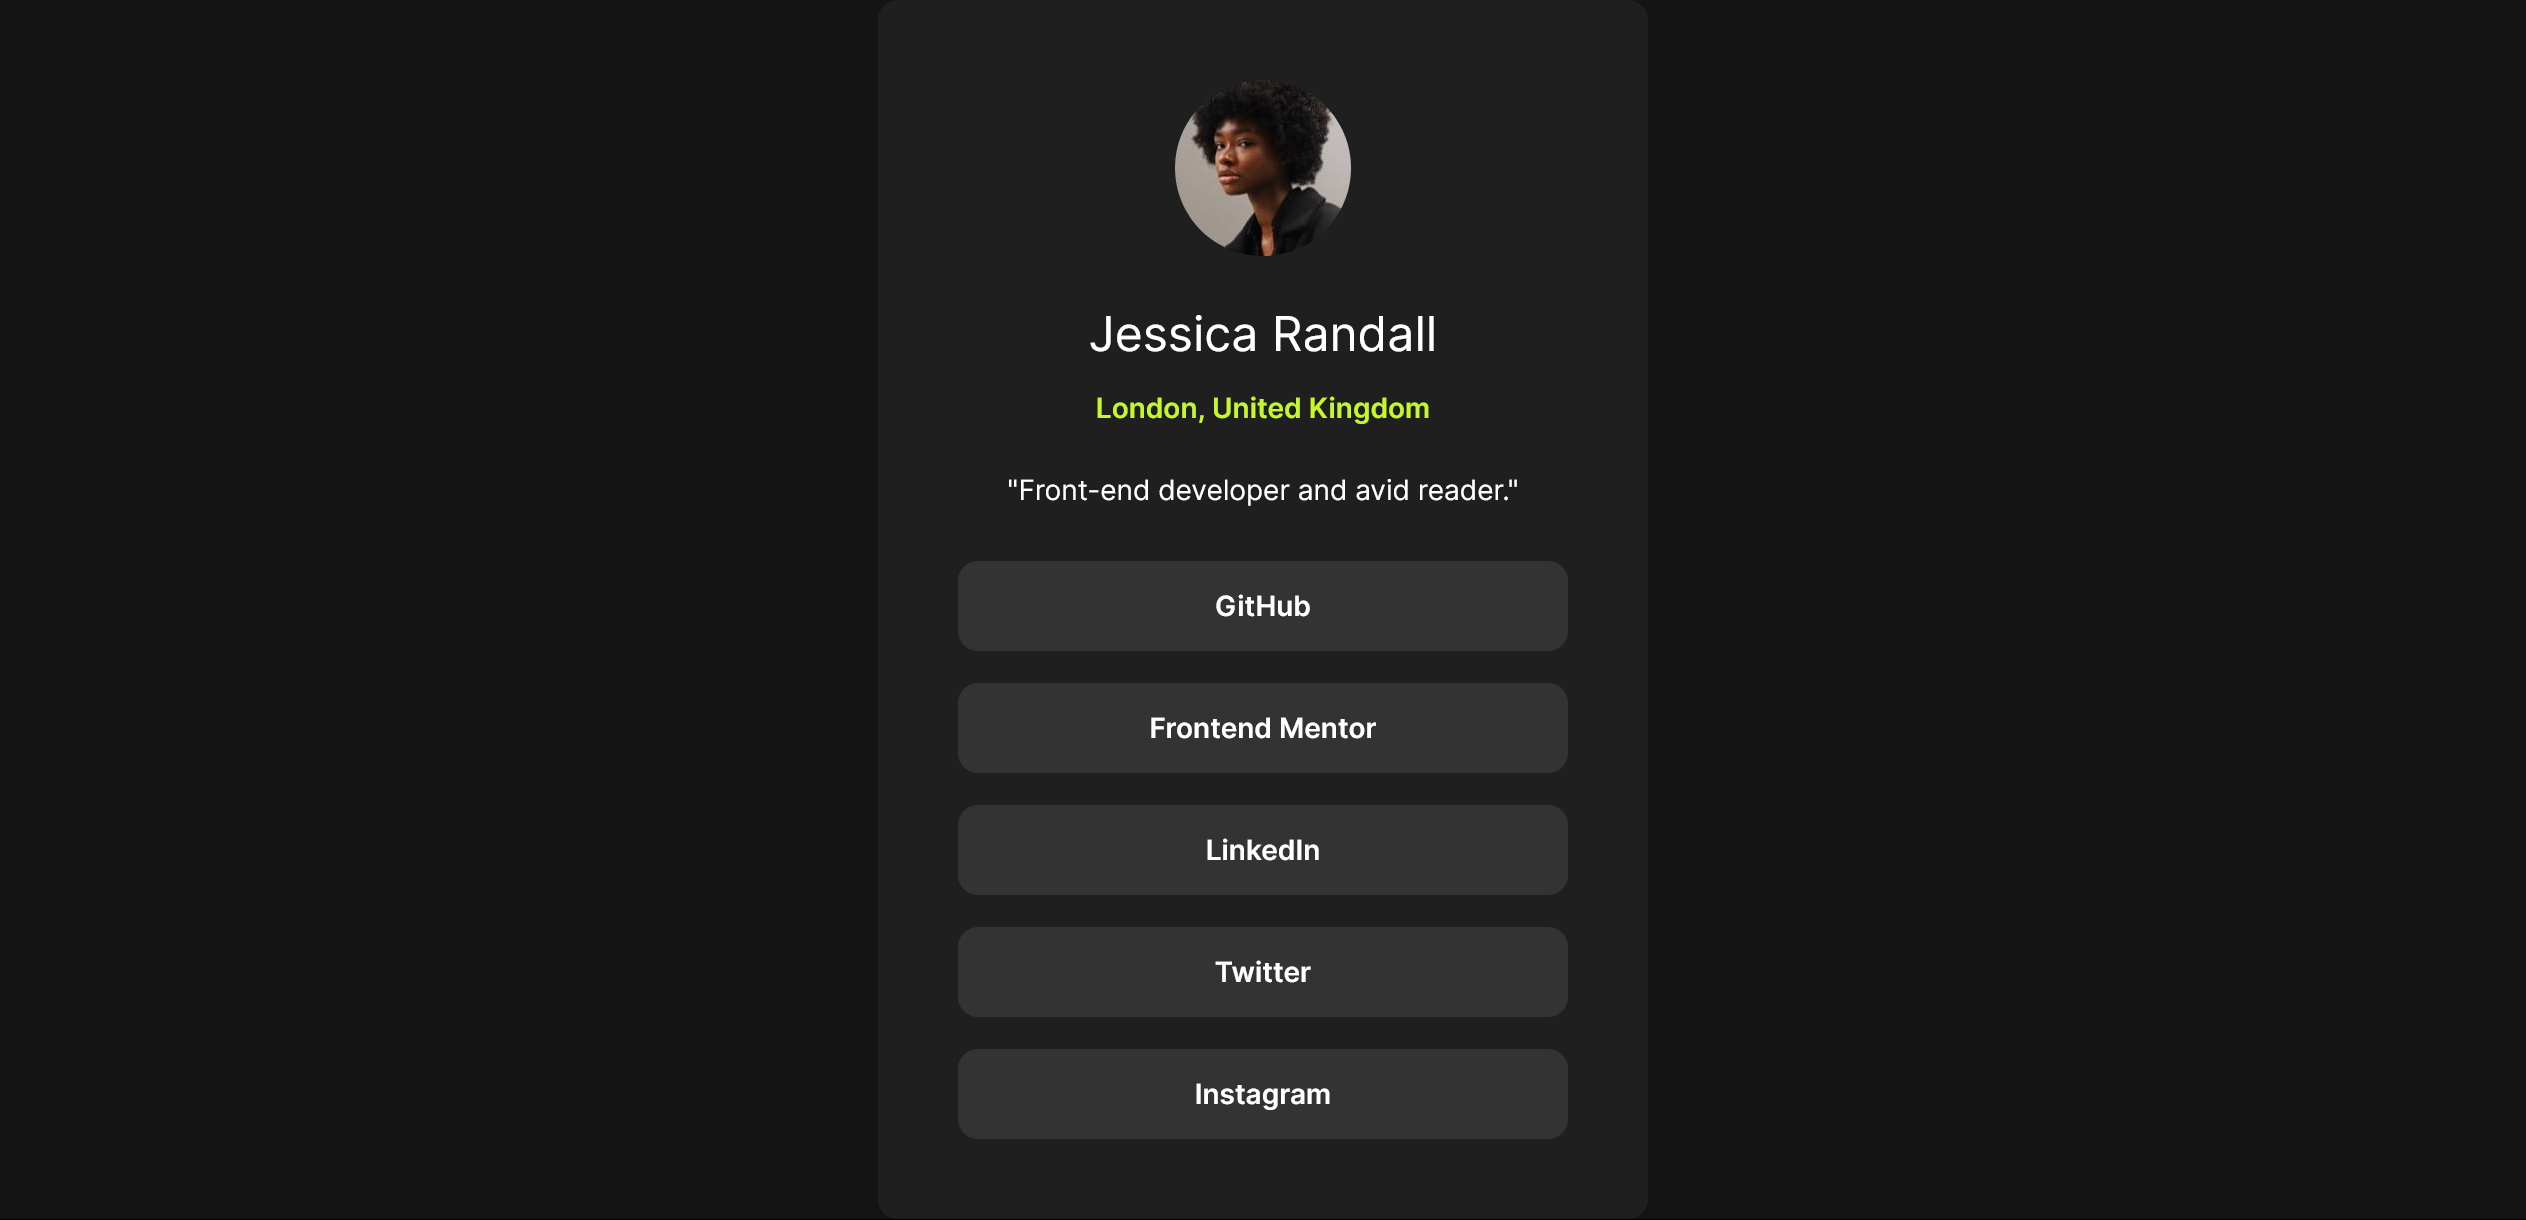 Jessica Randall
London, United Kingdom
"Front-end developer and avid reader."
GitHub
Frontend Mentor
LinkedIn
Twitter
Instagram